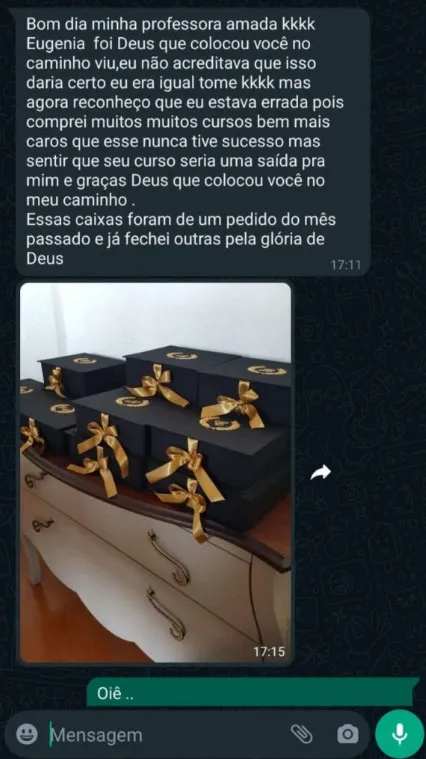 Bom dia minha professora amada kkkk
Eugenia  foi Deus que colocou você no
caminho viu,eu não acreditava que isso
daria certo eu era igual tome kkkk mas
agora reconheço que eu estava errada pois
comprei muitos muitos cursos bem mais
caros que esse nunca tive sucesso mas
sentir que seu curso seria uma saída pra
mim e graças Deus que colocou você no
meu caminho .
Essas caixas foram de um pedido do mês
passado e já fechei outras pela glória de
Deus
17:11
17:15
Oiê ..
Mensagem